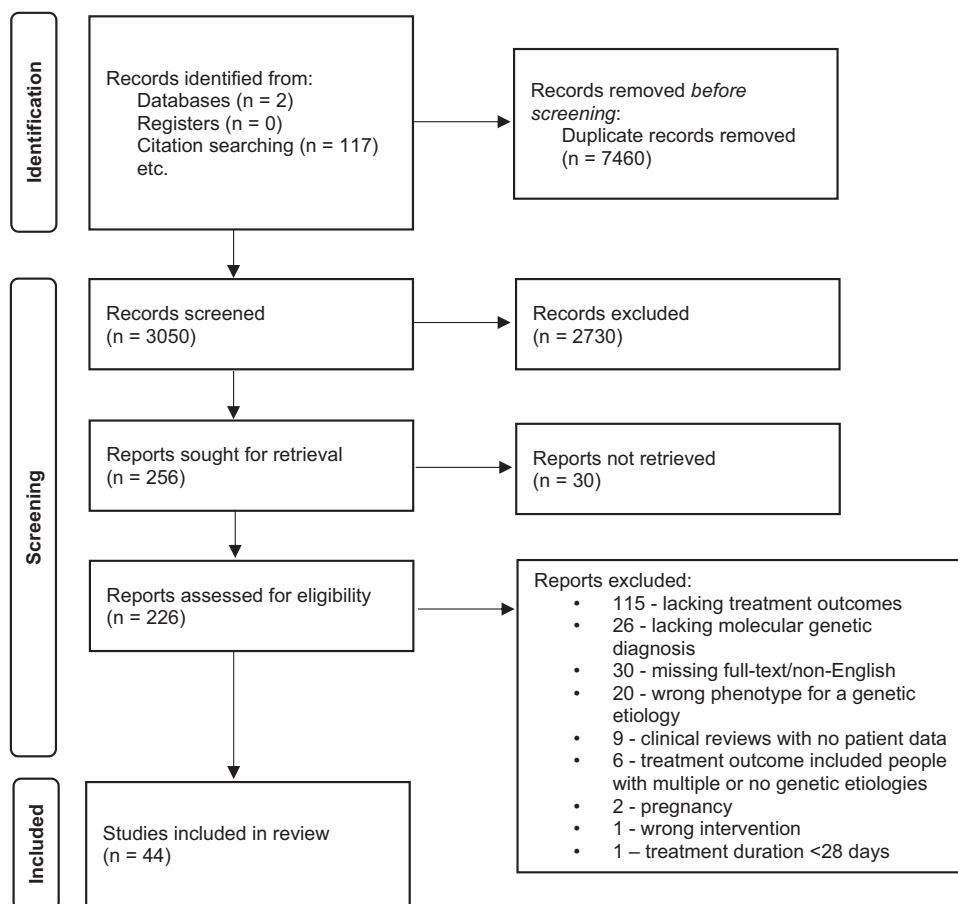 Identification
Records identified from:
Databases (n = 2)
Registers (n = 0)
Citation searching (n = 117)
etc.
Records removed before
screening:
Duplicate records removed
(n = 7460)
Screening
Records screened
(n = 3050)
Records excluded
(n = 2730)
Reports sought for retrieval
(n = 256)
Reports not retrieved
(n = 30)
Reports assessed for eligibility
(n = 226)
Reports excluded:
• 115 - lacking treatment outcomes
• 26 - lacking molecular genetic
diagnosis
• 30 - missing full-text/non-English
• 20 - wrong phenotype for a genetic
etiology
• 9 - clinical reviews with no patient data
• 6 - treatment outcome included people
with multiple or no genetic etiologies
• 2 - pregnancy
• 1 - wrong intervention
• 1 – treatment duration <28 days
Included
Studies included in review
(n = 44)